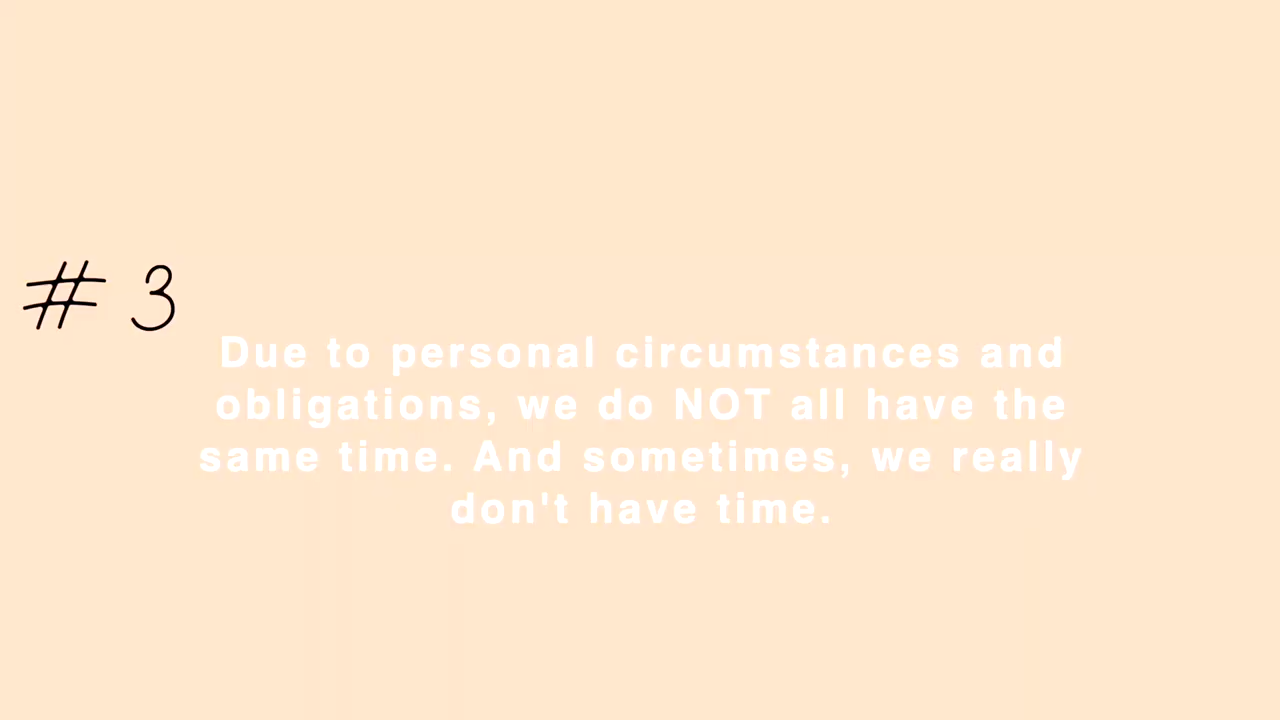 # 3
Due to personal circumstances and
obligations, we do NOT all have the
same time. And sometimes, we really
don't have time.